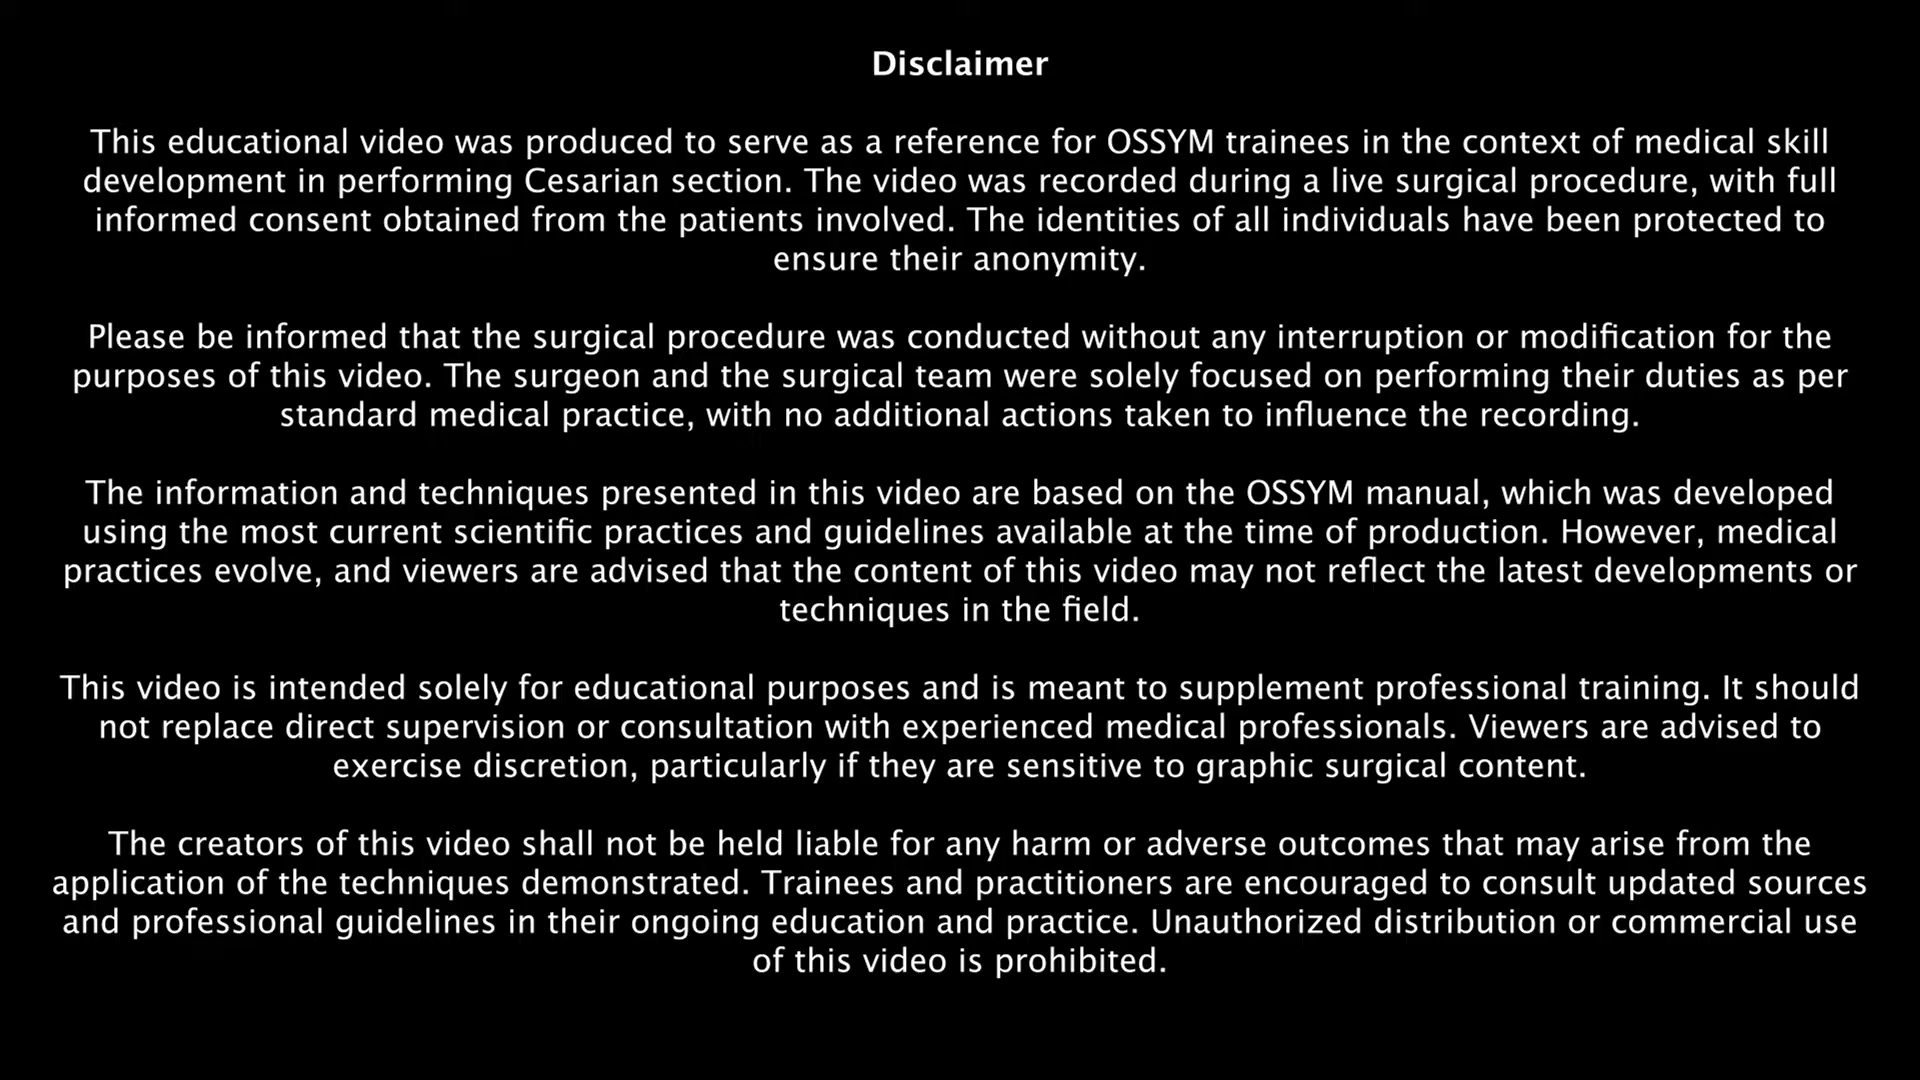 Disclaimer
This educational video was produced to serve as a reference for OSSYM trainees in the context of medical skill
development in performing Cesarian section. The video was recorded during a live surgical procedure, with full
informed consent obtained from the patients involved. The identities of all individuals have been protected to
ensure their anonymity.
Please be informed that the surgical procedure was conducted without any interruption or modification for the
purposes of this video. The surgeon and the surgical team were solely focused on performing their duties as per
standard medical practice, with no additional actions taken to influence the recording.
The information and techniques presented in this video are based on the OSSYM manual, which was developed
using the most current scientific practices and guidelines available at the time of production. However, medical
practices evolve, and viewers are advised that the content of this video may not reflect the latest developments or
techniques in the field.
This video is intended solely for educational purposes and is meant to supplement professional training. It should
not replace direct supervision or consultation with experienced medical professionals. Viewers are advised to
exercise discretion, particularly if they are sensitive to graphic surgical content.
The creators of this video shall not be held liable for any harm or adverse outcomes that may arise from the
application of the techniques demonstrated. Trainees and practitioners are encouraged to consult updated sources
and professional guidelines in their ongoing education and practice. Unauthorized distribution or commercial use
of this video is prohibited.